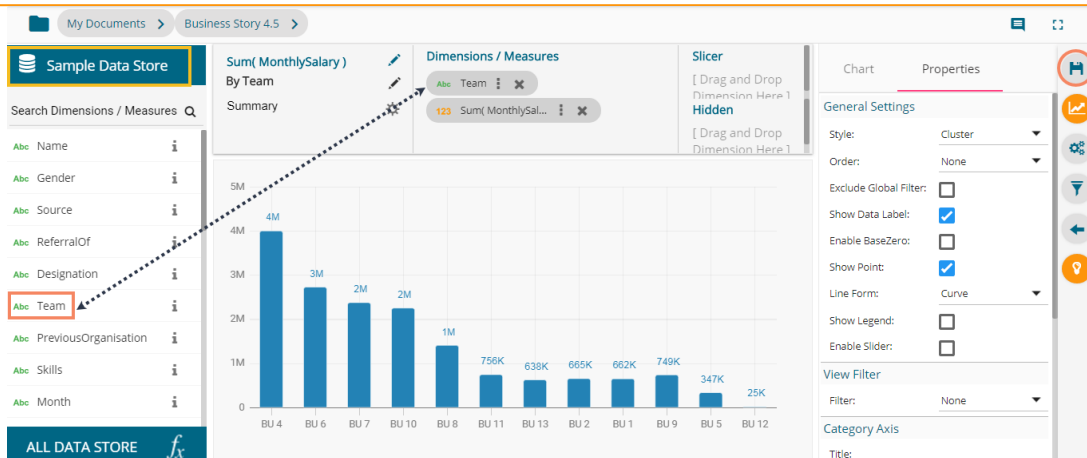 My Documents
Business Story 4.5
Sample Data Store
Search Dimensions / Measures
Abc Name
Abc Gender
Abc Source
Abc ReferralOf
Abc Designation
Abc Team
Abc PreviousOrganisation
Abc Skills
Abc Month
ALL DATA STORE fx
Sum( MonthlySalary )
By Team
Summary
Dimensions / Measures
Abc Team
123 Sum( MonthlySal...
Slicer
[ Drag and Drop
Dimension Here ]
Hidden
[ Drag and Drop
Dimension Here ]
5M
4M
3M
2M
1M
0
4M
3M
2M
2M
1M
756K
638K
665K
662K
749K
347K
25K
BU 4
BU 6
BU 7
BU 10
BU 8
BU 11
BU 13
BU 2
BU 1
BU 9
BU 5
BU 12
Chart
Properties
General Settings
Style: Cluster
Order: None
Exclude Global Filter:
Show Data Label:
Enable BaseZero:
Show Point:
Line Form: Curve
Show Legend:
Enable Slider:
View Filter
Filter: None
Category Axis
Title: